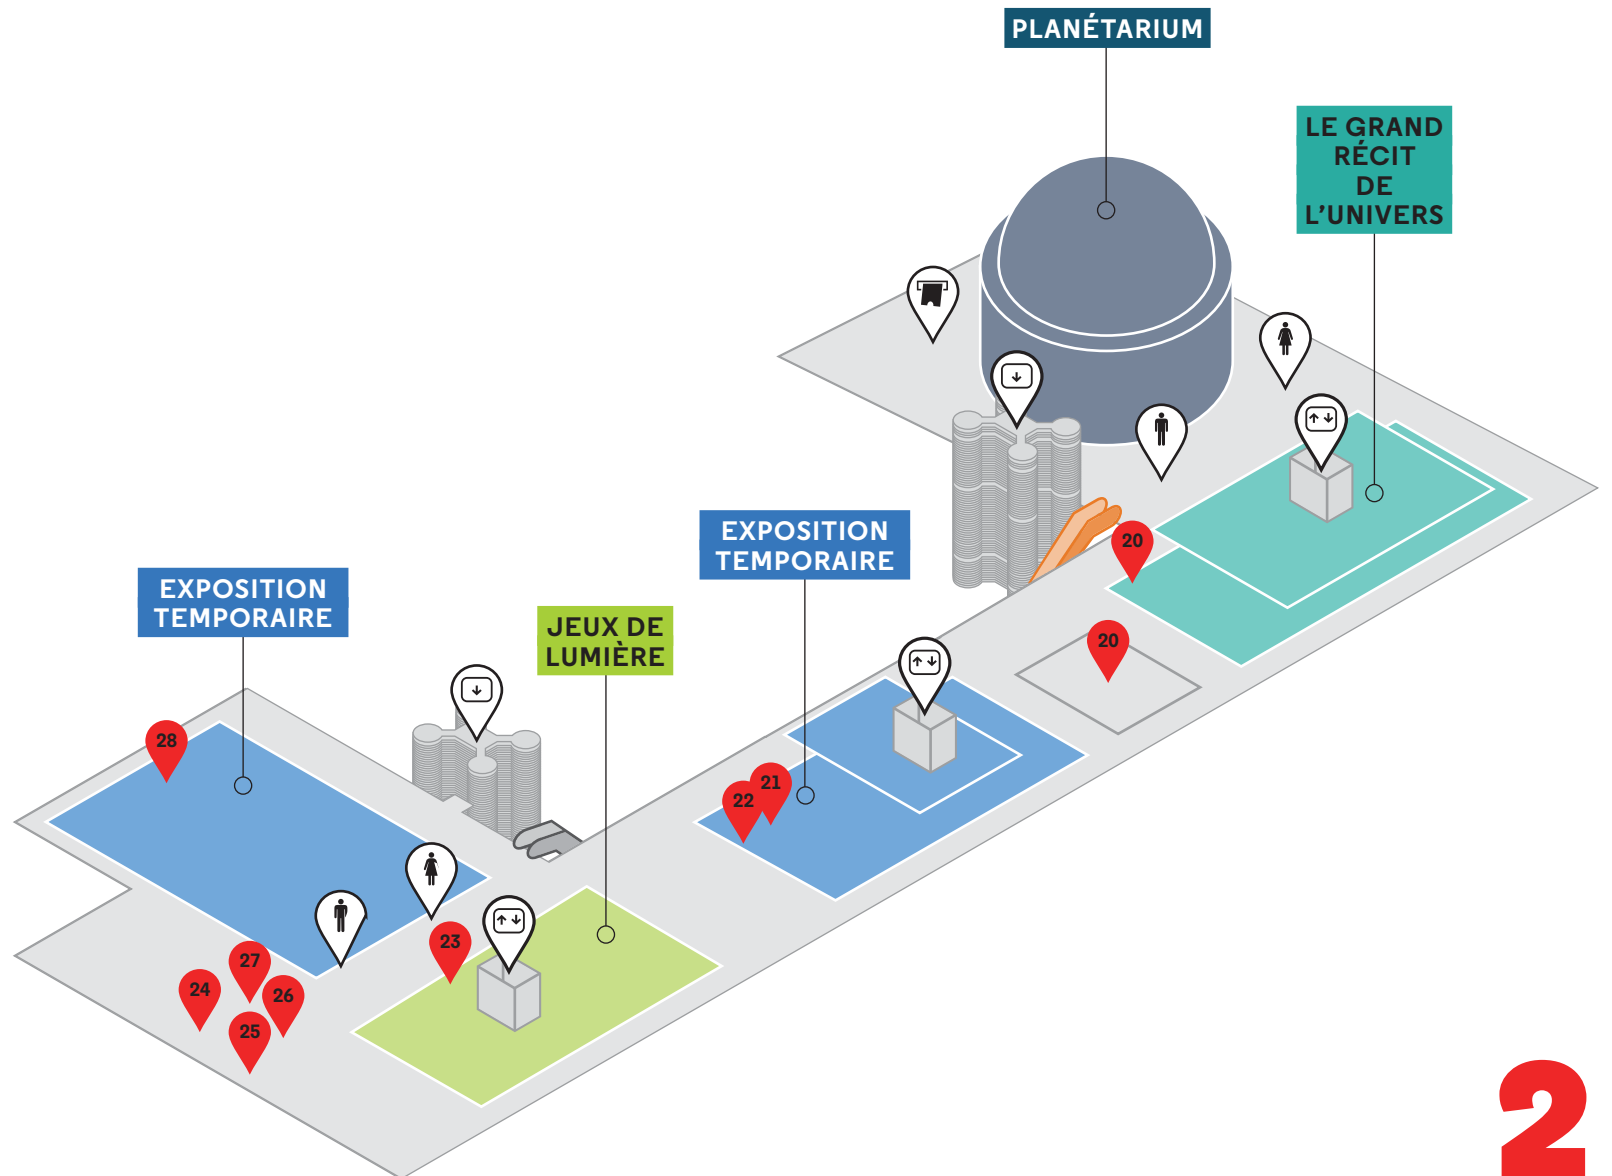 PLANÉTARIUM
LE GRAND
RÉCIT
DE
L'UNIVERS
EXPOSITION
TEMPORAIRE
EXPOSITION
TEMPORAIRE
JEUX DE
LUMIÈRE
20
20
28
21
22
23
27
24
26
25
2